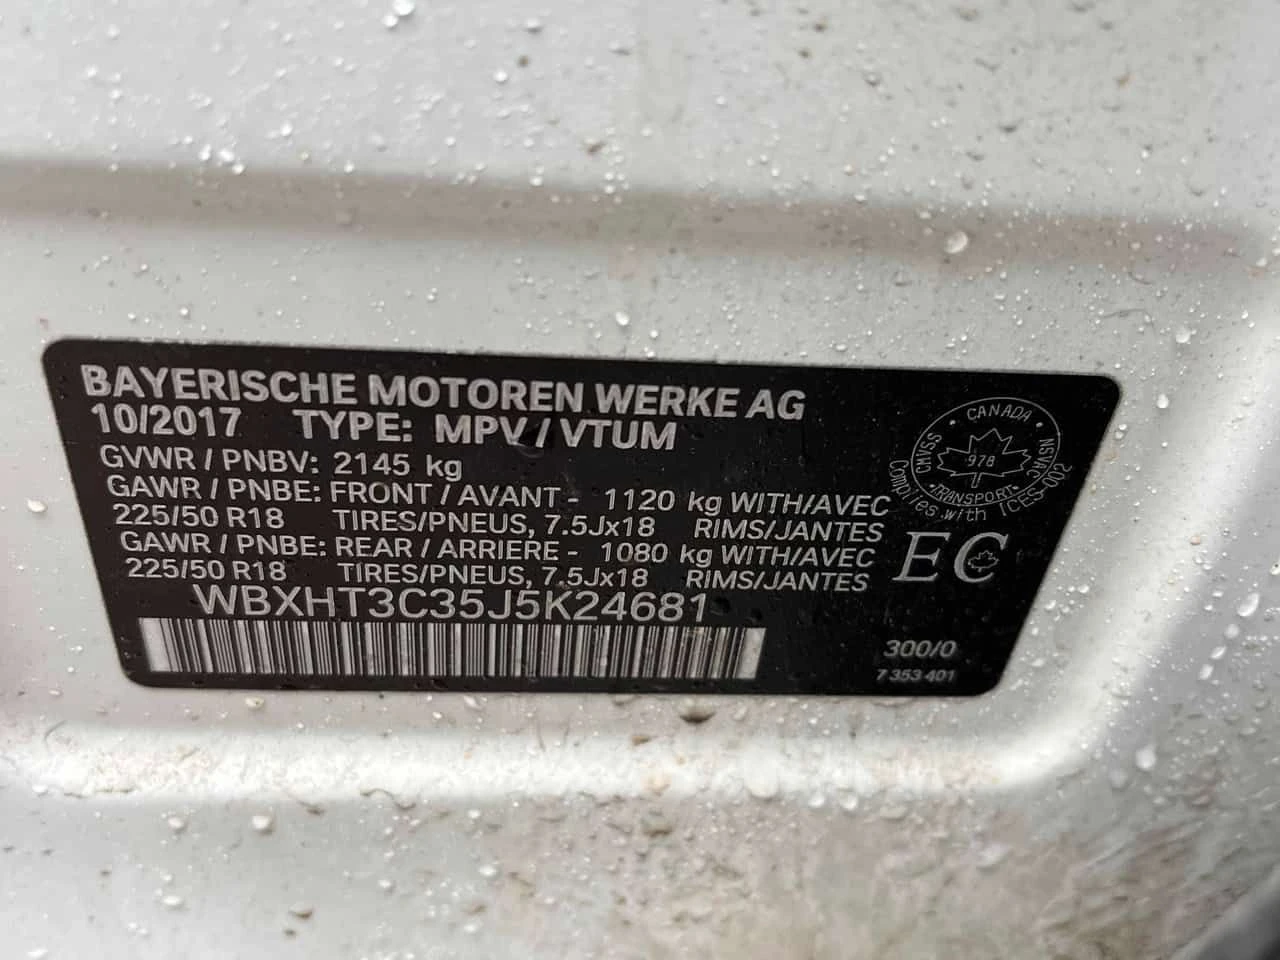 BAYERISCHE MOTOREN WERKE AG
10/2017 TYPE: MPV / VTUM
GVWR / PNBV: 2145 kg
GAWR / PNBE: FRONT / AVANT - 1120 kg WITH/AVEC
225/50 R18 TIRES/PNEUS, 7.5Jx18 RIMS/JANTES
GAWR / PNBE: REAR / ARRIERE - 1080 kg WITH/AVEC
225/50 R18 TIRES/PNEUS, 7.5Jx18 RIMS/JANTES
WBXHT3C35J5K24681
CANADA
CMVSS
NSVAC
978
TRANSPORT
Complies with ICES-002
EC
300/0
7 353 401